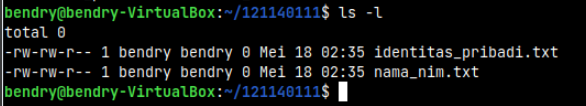 bendry@bendry-VirtualBox:~/121140111$ ls -l
total 0
-rw-rw-r-- 1 bendry bendry 0 Mei 18 02:35 identitas_pribadi.txt
-rw-rw-r-- 1 bendry bendry 0 Mei 18 02:35 nama_nim.txt
bendry@bendry-VirtualBox:~/121140111$